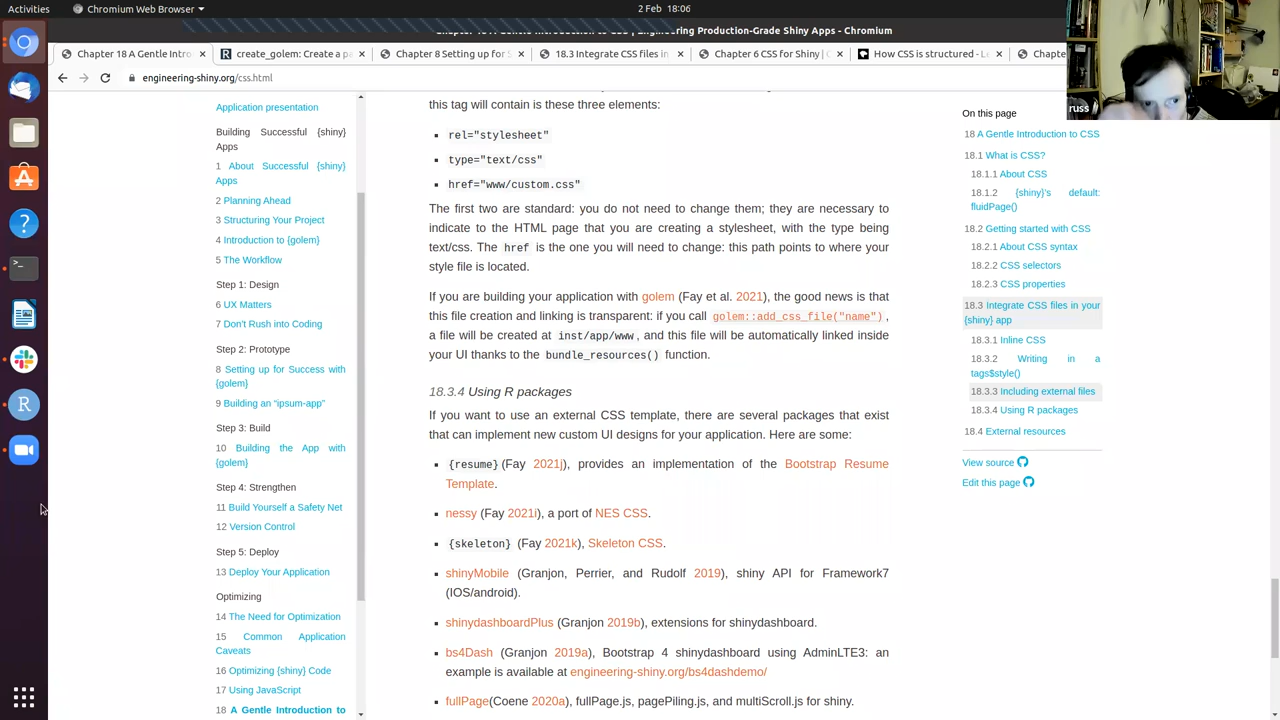 Activities
Chromium Web Browser
2 Feb 18:06
Chapter 18 A Gentle Introduction to CSS | Engineering Production-Grade Shiny Apps - Chromium
Chapter 18 A Gentle Intro ×
create_golem: Create a pa ×
Chapter 8 Setting up for S ×
18.3 Integrate CSS files in ×
Chapter 6 CSS for Shiny | ×
How CSS is structured - Le ×
Chapte
engineering-shiny.org/css.html
russ
Application presentation
Building Successful {shiny}
Apps
1 About Successful {shiny}
Apps
2 Planning Ahead
3 Structuring Your Project
4 Introduction to {golem}
5 The Workflow
Step 1: Design
6 UX Matters
7 Don't Rush into Coding
Step 2: Prototype
8 Setting up for Success with
{golem}
9 Building an “ipsum-app”
Step 3: Build
10 Building the App with
{golem}
Step 4: Strengthen
11 Build Yourself a Safety Net
12 Version Control
Step 5: Deploy
13 Deploy Your Application
Optimizing
14 The Need for Optimization
15 Common Application
Caveats
16 Optimizing {shiny} Code
17 Using JavaScript
18 A Gentle Introduction to
this tag will contain is these three elements:
▪ rel="stylesheet"
▪ type="text/css"
▪ href="www/custom.css"
The first two are standard: you do not need to change them; they are necessary to
indicate to the HTML page that you are creating a stylesheet, with the type being
text/css. The href is the one you will need to change: this path points to where your
style file is located.
If you are building your application with golem (Fay et al. 2021), the good news is that
this file creation and linking is transparent: if you call golem::add_css_file("name"),
a file will be created at inst/app/www, and this file will be automatically linked inside
your UI thanks to the bundle_resources() function.
18.3.4 Using R packages
If you want to use an external CSS template, there are several packages that exist
that can implement new custom UI designs for your application. Here are some:
▪ {resume}(Fay 2021j), provides an implementation of the Bootstrap Resume
Template.
▪ nessy (Fay 2021i), a port of NES CSS.
▪ {skeleton} (Fay 2021k), Skeleton CSS.
▪ shinyMobile (Granjon, Perrier, and Rudolf 2019), shiny API for Framework7
(IOS/android).
▪ shinydashboardPlus (Granjon 2019b), extensions for shinydashboard.
▪ bs4Dash (Granjon 2019a), Bootstrap 4 shinydashboard using AdminLTE3: an
example is available at engineering-shiny.org/bs4dashdemo/
▪ fullPage(Coene 2020a), fullPage.js, pagePiling.js, and multiScroll.js for shiny.
On this page
18 A Gentle Introduction to CSS
18.1 What is CSS?
18.1.1 About CSS
18.1.2 {shiny}'s default:
fluidPage()
18.2 Getting started with CSS
18.2.1 About CSS syntax
18.2.2 CSS selectors
18.2.3 CSS properties
18.3 Integrate CSS files in your
{shiny} app
18.3.1 Inline CSS
18.3.2 Writing in a
tags$style()
18.3.3 Including external files
18.3.4 Using R packages
18.4 External resources
View source
Edit this page